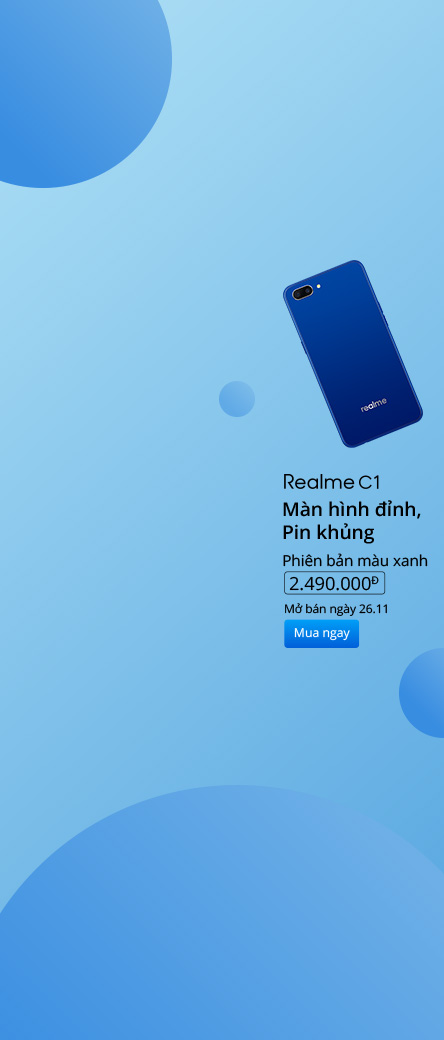 realme
Realme C1
Màn hình đỉnh,
Pin khủng
Phiên bản màu xanh
2.490.000Đ
Mở bán ngày 26.11
Mua ngay